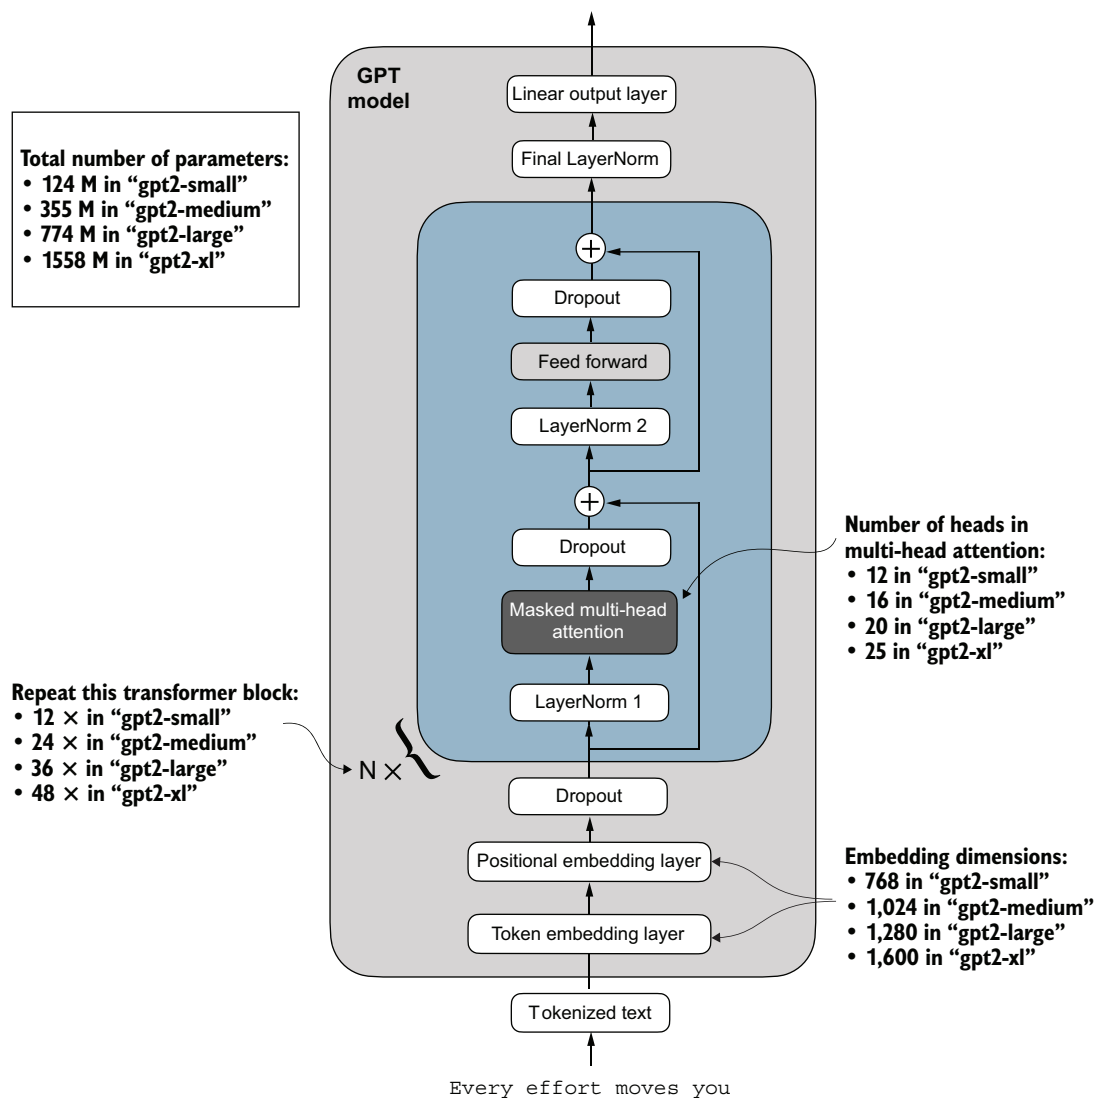 GPT
model
Linear output layer
Final LayerNorm
Total number of parameters:
• 124 M in “gpt2-small”
• 355 M in “gpt2-medium”
• 774 M in “gpt2-large”
• 1558 M in “gpt2-xl”
+
Dropout
Feed forward
LayerNorm 2
+
Dropout
Masked multi-head
attention
LayerNorm 1
Number of heads in
multi-head attention:
• 12 in “gpt2-small”
• 16 in “gpt2-medium”
• 20 in “gpt2-large”
• 25 in “gpt2-xl”
Repeat this transformer block:
• 12 × in “gpt2-small”
• 24 × in “gpt2-medium”
• 36 × in “gpt2-large”
• 48 × in “gpt2-xl”
N × {
Dropout
Positional embedding layer
Token embedding layer
Embedding dimensions:
• 768 in “gpt2-small”
• 1,024 in “gpt2-medium”
• 1,280 in “gpt2-large”
• 1,600 in “gpt2-xl”
Tokenized text
Every effort moves you